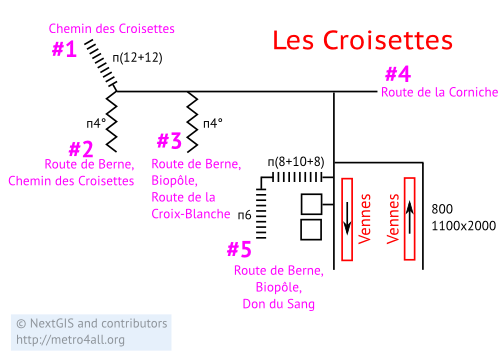 Chemin des Croisettes
#1
п(12+12)
Les Croisettes
#4
Route de la Corniche
п4°
#2
Route de Berne,
Chemin des Croisettes
п4°
#3
Route de Berne,
Biopôle,
Route de la
Croix-Blanche
п(8+10+8)
п6
#5
Route de Berne,
Biopôle,
Don du Sang
Vennes
Vennes
800
1100x2000
© NextGIS and contributors
http://metro4all.org